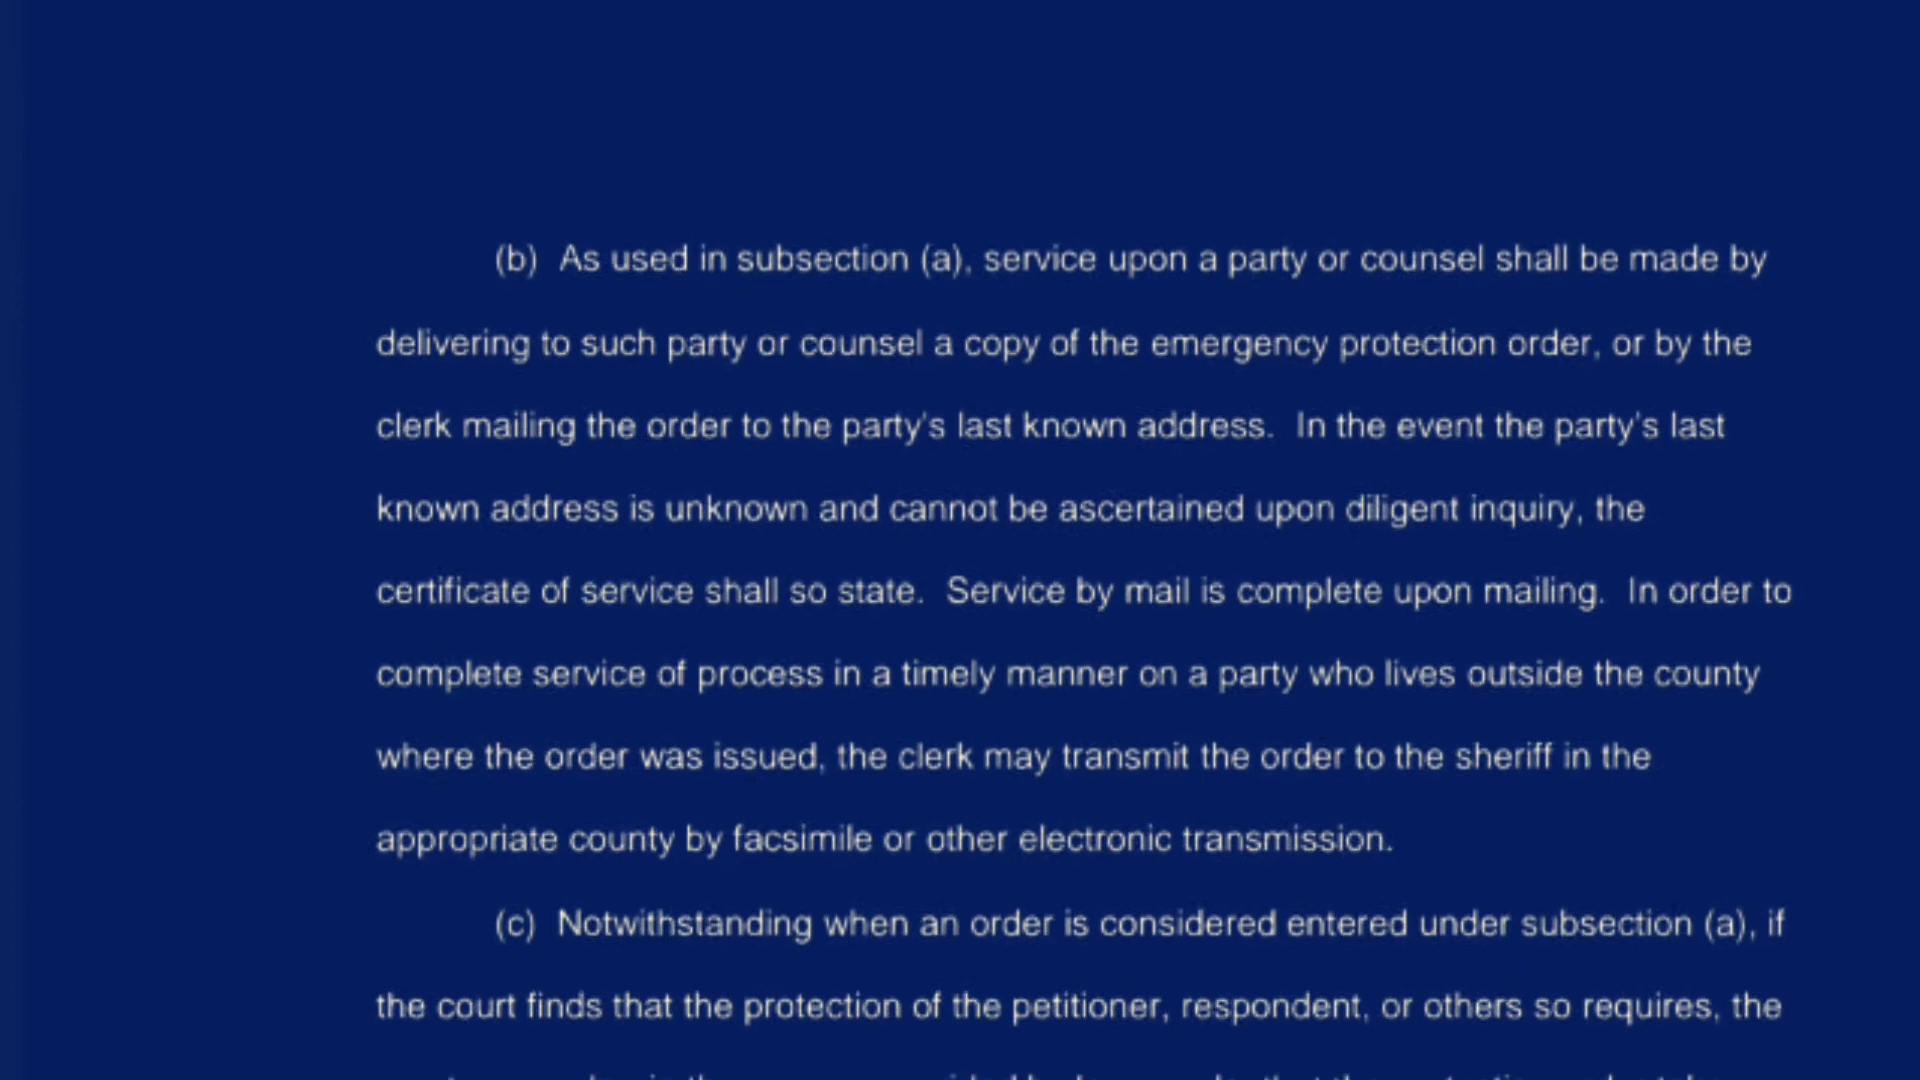 (b)  As used in subsection (a), service upon a party or counsel shall be made by
delivering to such party or counsel a copy of the emergency protection order, or by the
clerk mailing the order to the party's last known address.  In the event the party's last
known address is unknown and cannot be ascertained upon diligent inquiry, the
certificate of service shall so state.  Service by mail is complete upon mailing.  In order to
complete service of process in a timely manner on a party who lives outside the county
where the order was issued, the clerk may transmit the order to the sheriff in the
appropriate county by facsimile or other electronic transmission.
(c)  Notwithstanding when an order is considered entered under subsection (a), if
the court finds that the protection of the petitioner, respondent, or others so requires, the